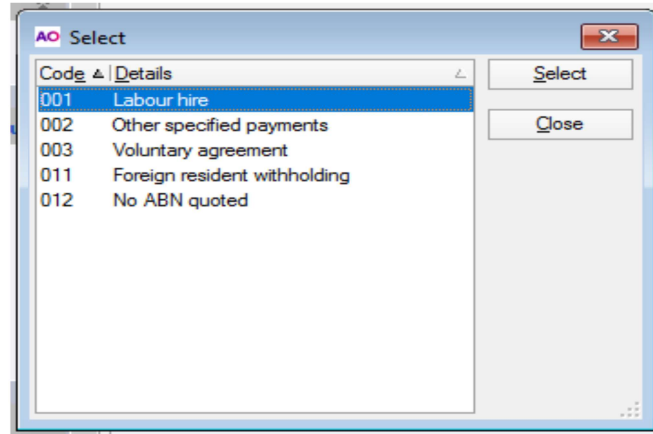 AO Select
Code Details
Select
001 Labour hire
002 Other specified payments
Close
003 Voluntary agreement
011 Foreign resident withholding
012 No ABN quoted